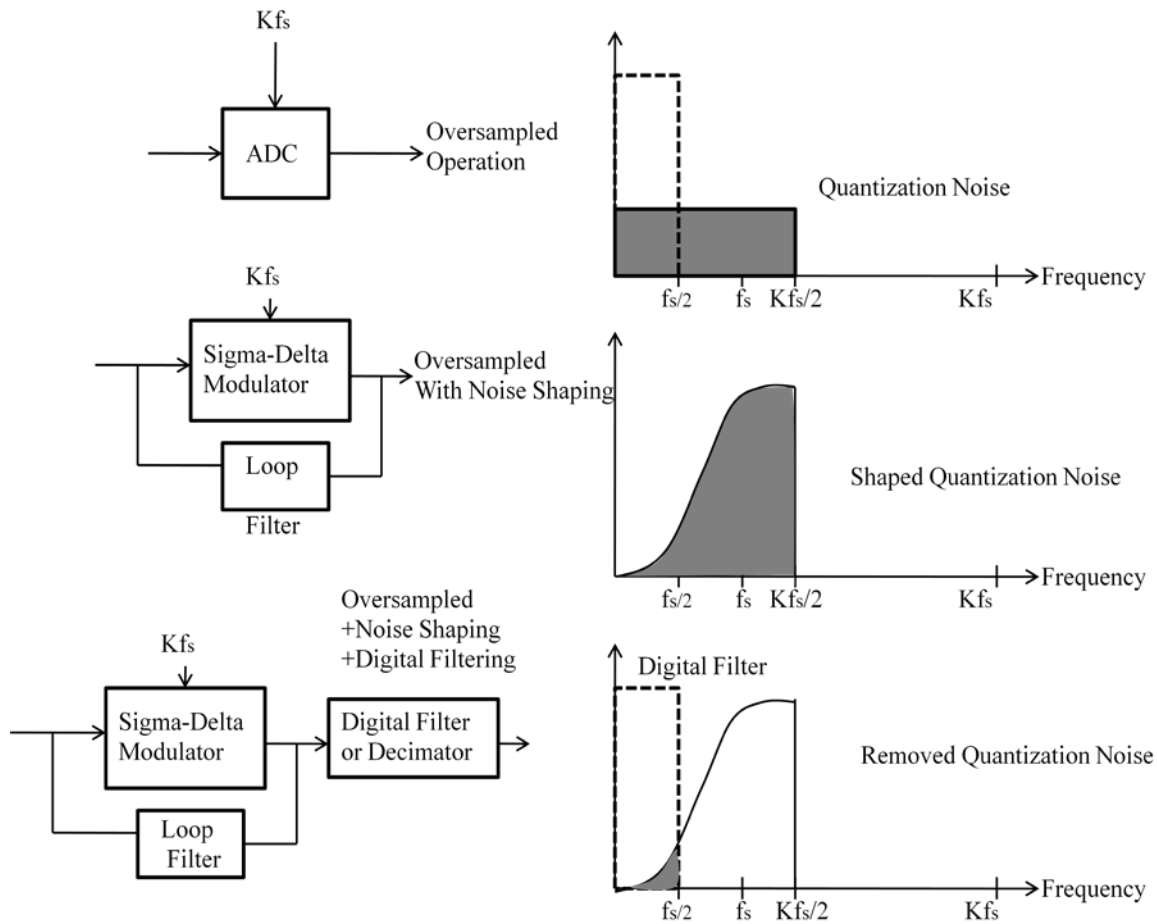 Kfs
ADC
Oversampled
Operation
Quantization Noise
Frequency
fs/2
fs
Kfs/2
Kfs
Kfs
Sigma-Delta
Modulator
Oversampled
With Noise Shaping
Loop
Filter
Shaped Quantization Noise
Frequency
fs/2
fs
Kfs/2
Kfs
Oversampled
+Noise Shaping
+Digital Filtering
Kfs
Sigma-Delta
Modulator
Digital Filter
or Decimator
Loop
Filter
Digital Filter
Removed Quantization Noise
Frequency
fs/2
fs
Kfs/2
Kfs